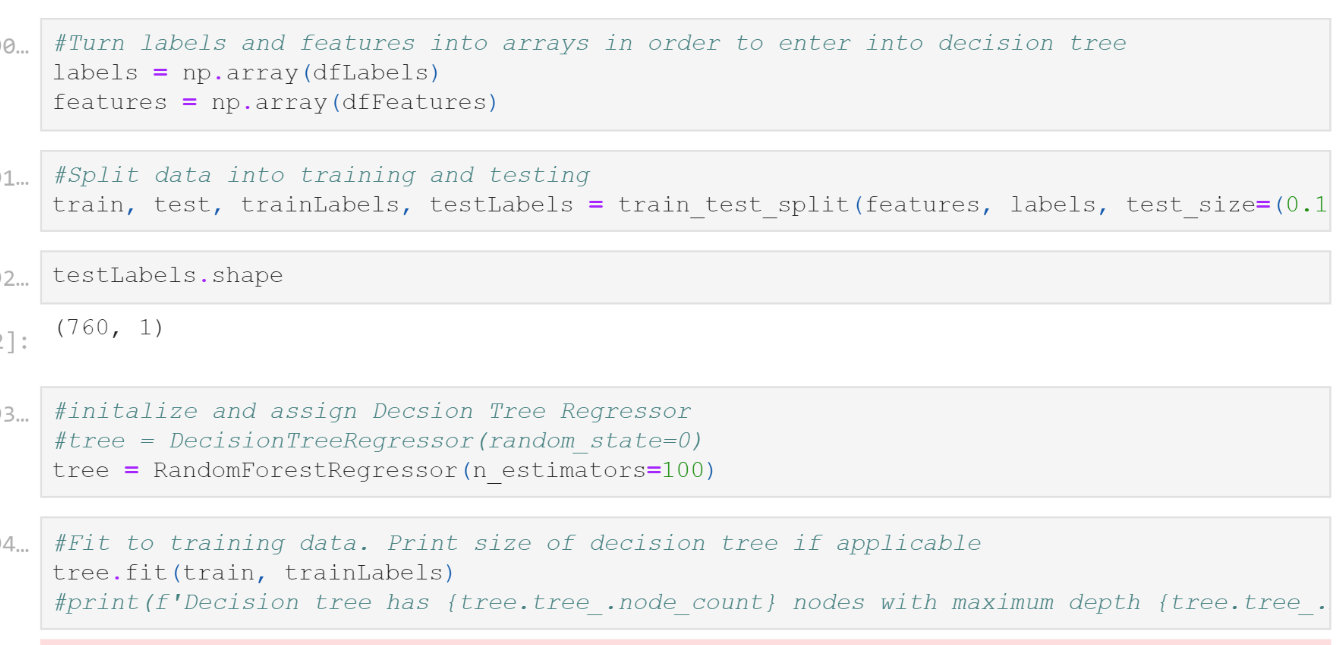 0… #Turn labels and features into arrays in order to enter into decision tree
labels = np.array(dfLabels)
features = np.array(dfFeatures)
01… #Split data into training and testing
train, test, trainLabels, testLabels = train_test_split(features, labels, test_size=(0.1
02… testLabels.shape
2]: (760, 1)
03… #initalize and assign Decsion Tree Regressor
#tree = DecisionTreeRegressor(random_state=0)
tree = RandomForestRegressor(n_estimators=100)
04… #Fit to training data. Print size of decision tree if applicable
tree.fit(train, trainLabels)
#print(f'Decision tree has {tree.tree_.node_count} nodes with maximum depth {tree.tree_.